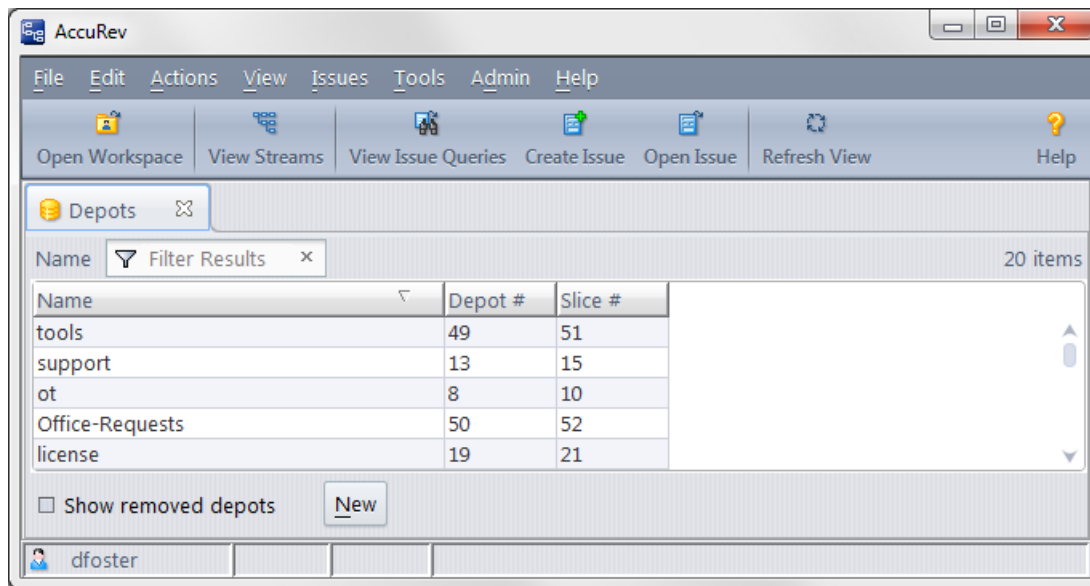 AccuRev
File Edit Actions View Issues Tools Admin Help
Open Workspace View Streams View Issue Queries Create Issue Open Issue Refresh View Help
Depots
Name Filter Results 20 items
Name Depot # Slice #
tools 49 51
support 13 15
ot 8 10
Office-Requests 50 52
license 19 21
Show removed depots New
dfoster